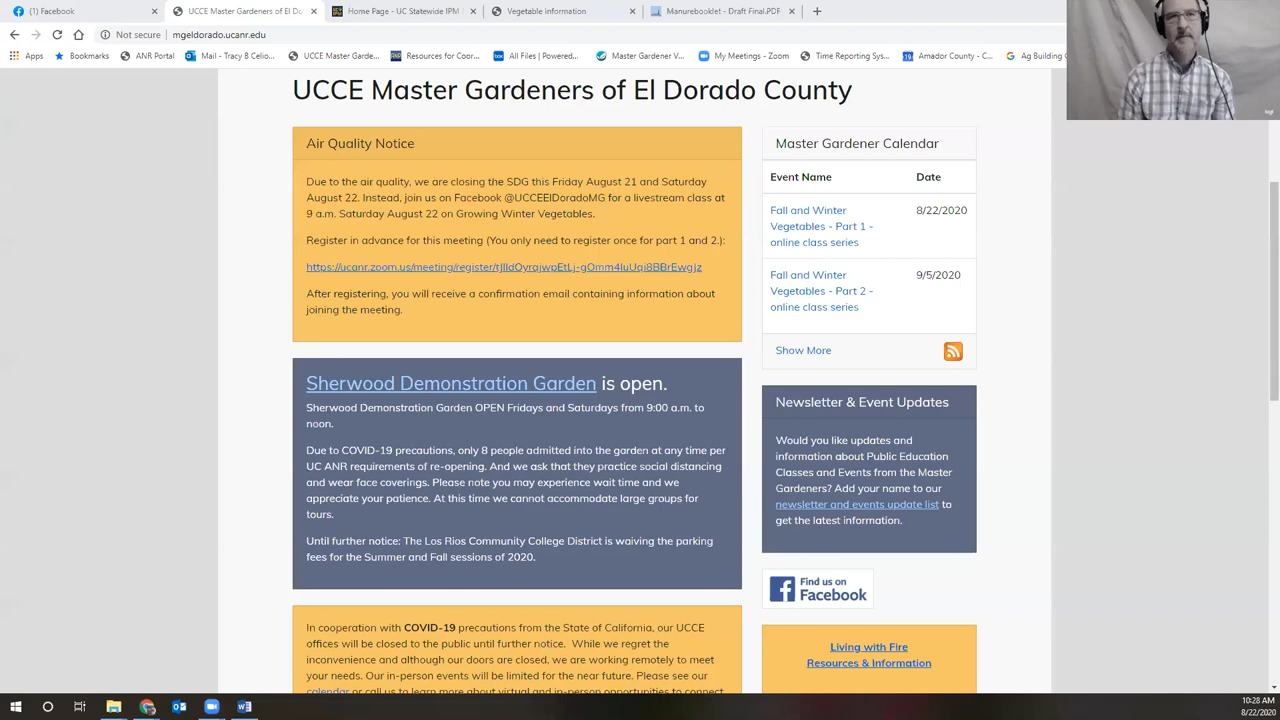 (1) Facebook
UCCE Master Gardeners of El Do
Home Page - UC Statewide IPM
Vegetable information
Manurebooklet - Draft Final.PDF
Not secure
mgeldorado.ucanr.edu
Apps
Bookmarks
ANR Portal
Mail - Tracy B Celio...
UCCE Master Garde...
Resources for Coor...
All Files | Powered...
Master Gardener V...
My Meetings - Zoom
Time Reporting Sys...
Amador County - C...
Ag Building
UCCE Master Gardeners of El Dorado County
Air Quality Notice
Due to the air quality, we are closing the SDG this Friday August 21 and Saturday
August 22. Instead, join us on Facebook @UCCEElDoradoMG for a livestream class at
9 a.m. Saturday August 22 on Growing Winter Vegetables.
Register in advance for this meeting (You only need to register once for part 1 and 2.):
After registering, you will receive a confirmation email containing information about
joining the meeting.
Sherwood Demonstration Garden is open.
Sherwood Demonstration Garden OPEN Fridays and Saturdays from 9:00 a.m. to
noon.
Due to COVID-19 precautions, only 8 people admitted into the garden at any time per
UC ANR requirements of re-opening. And we ask that they practice social distancing
and wear face coverings. Please note you may experience wait time and we
appreciate your patience. At this time we cannot accommodate large groups for
tours.
Until further notice: The Los Rios Community College District is waiving the parking
fees for the Summer and Fall sessions of 2020.
In cooperation with COVID-19 precautions from the State of California, our UCCE
offices will be closed to the public until further notice. While we regret the
inconvenience and although our doors are closed, we are working remotely to meet
your needs. Our in-person events will be limited for the near future. Please see our
calendar or call us to learn more about virtual and in-person opportunities to connect
Master Gardener Calendar
Event Name Date
Fall and Winter 8/22/2020
Vegetables - Part 1 -
online class series
Fall and Winter 9/5/2020
Vegetables - Part 2 -
online class series
Show More
Newsletter & Event Updates
Would you like updates and
information about Public Education
Classes and Events from the Master
Gardeners? Add your name to our
newsletter and events update list to
get the latest information.
Find us on
Facebook
Living with Fire
Resources & Information
10:28 AM
8/22/2020